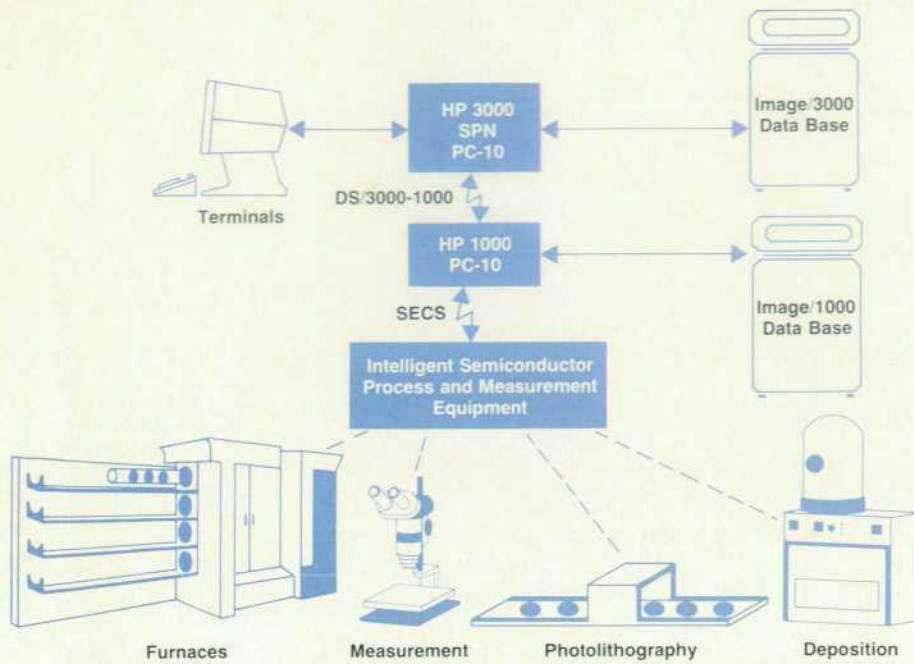 HP 3000
SPN
PC-10
Image/3000
Data Base
Terminals
DS/3000-1000
HP 1000
PC-10
Image/1000
Data Base
SECS
Intelligent Semiconductor
Process and Measurement
Equipment
Furnaces
Measurement
Photolithography
Deposition